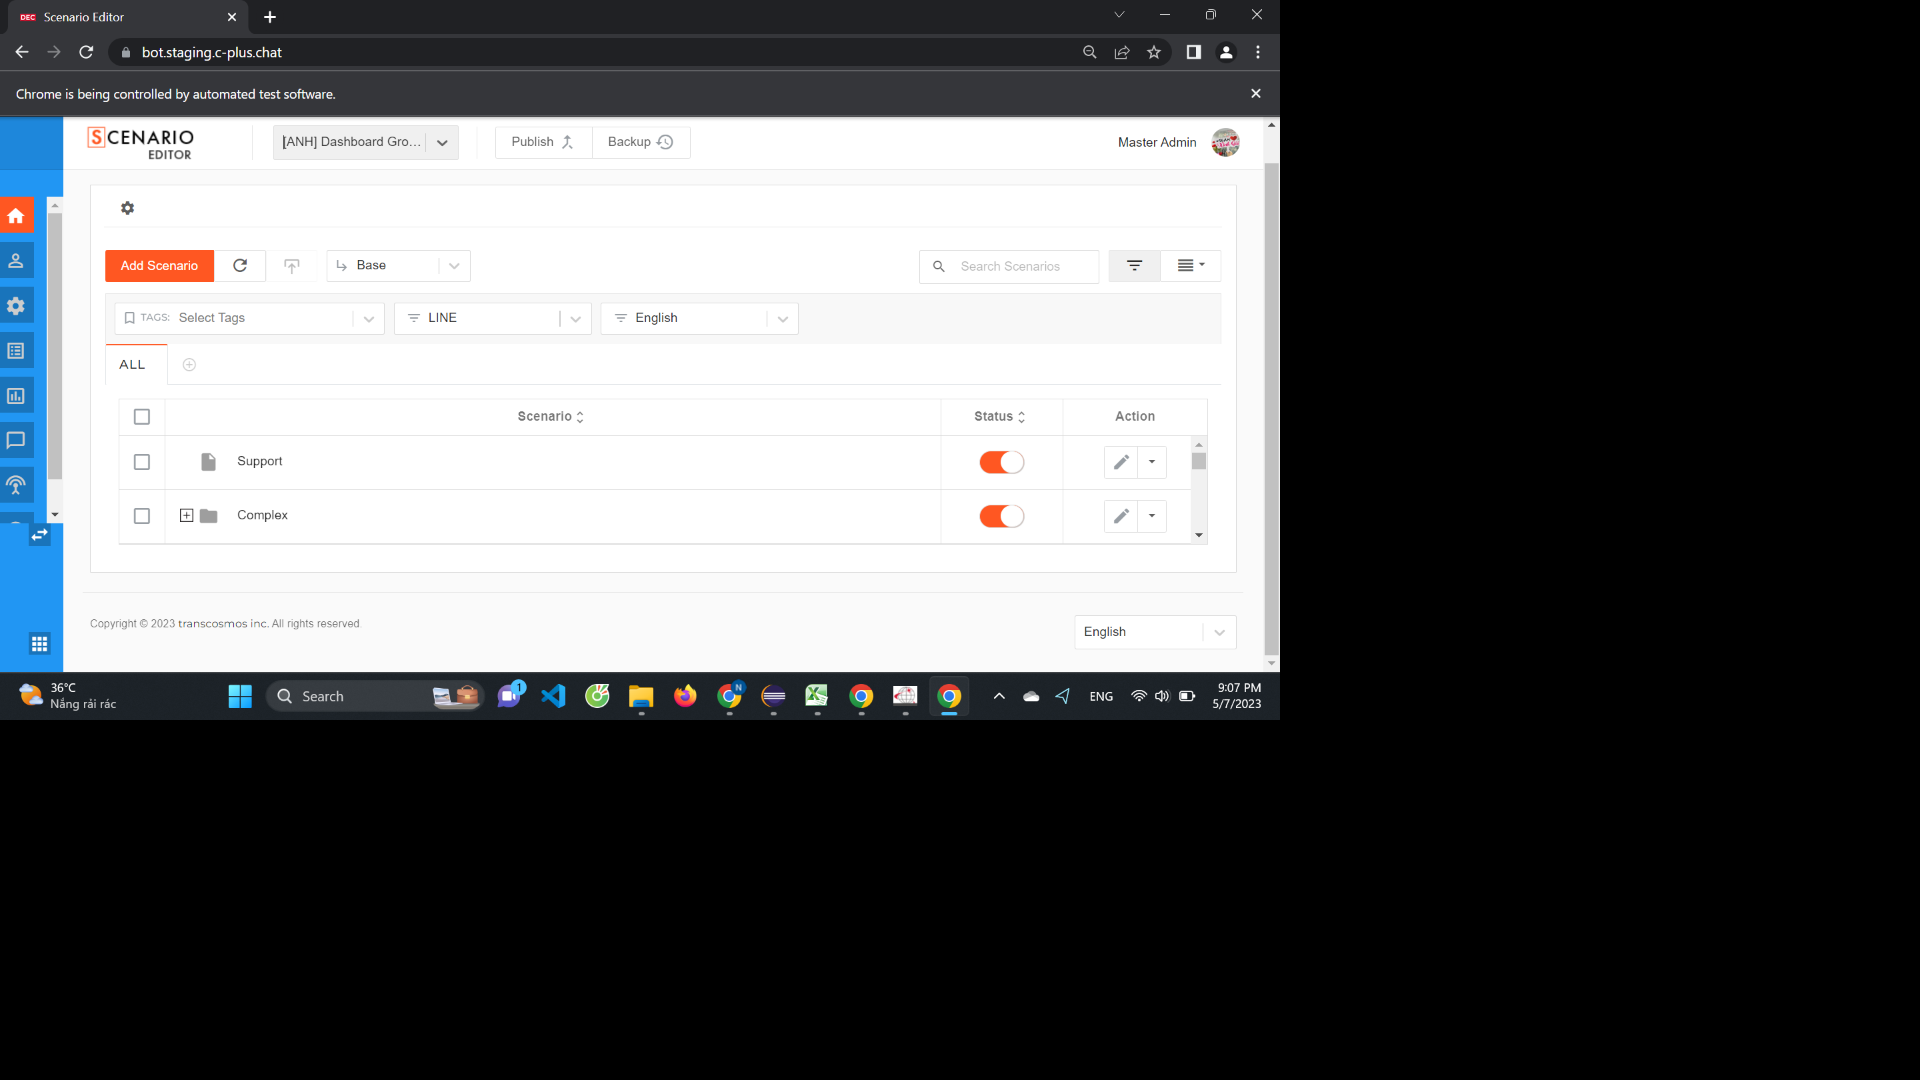 DEC Scenario Editor
bot.staging.c-plus.chat
Chrome is being controlled by automated test software.
SCENARIO
EDITOR
[ANH] Dashboard Gro...
Publish
Backup
Master Admin
Add Scenario
Base
Search Scenarios
TAGS: Select Tags
LINE
English
ALL
Scenario
Status
Action
Support
Complex
Copyright © 2023 transcosmos inc. All rights reserved.
English
36°C
Nắng rải rác
Search
1
N
ENG
9:07 PM
5/7/2023